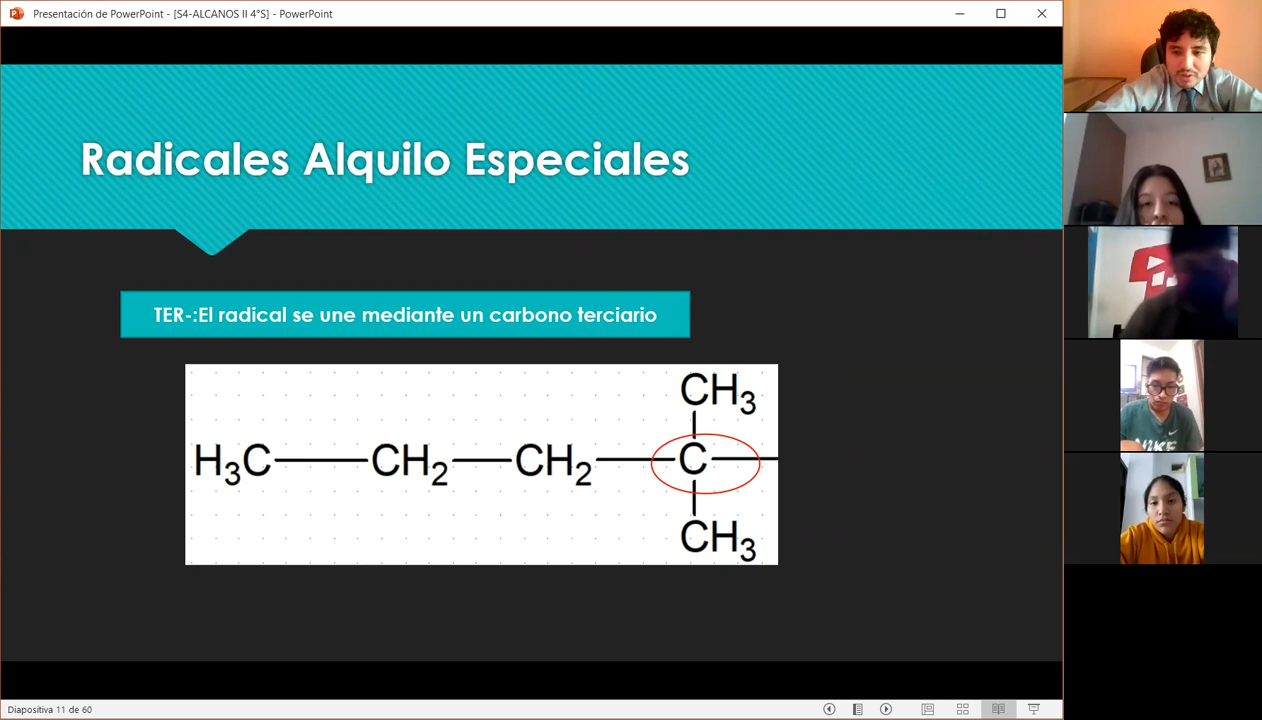 Presentación de PowerPoint - [S4-ALCANOS II 4°S] - PowerPoint
Radicales Alquilo Especiales
TER-:El radical se une mediante un carbono terciario
CH3
H3C CH2 CH2 C
CH3
NIKE
Diapositiva 11 de 60